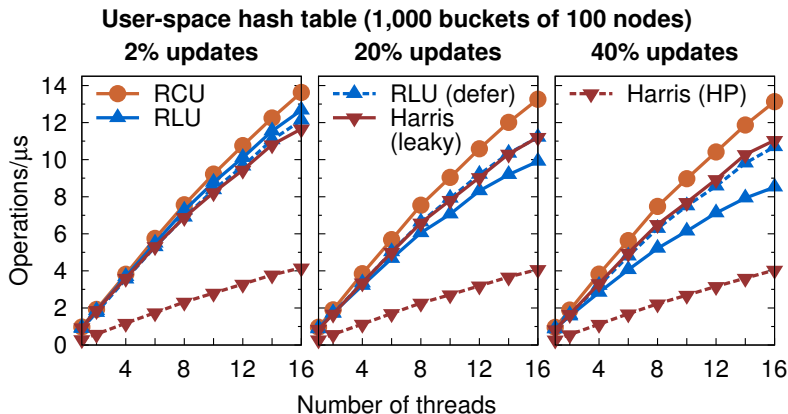 User-space hash table (1,000 buckets of 100 nodes)
2% updates 20% updates 40% updates
Operations/µs
14
12
10
8
6
4
2
0
RCU
RLU
RLU (defer)
Harris
(leaky)
Harris (HP)
4 8 12 16 4 8 12 16 4 8 12 16
Number of threads